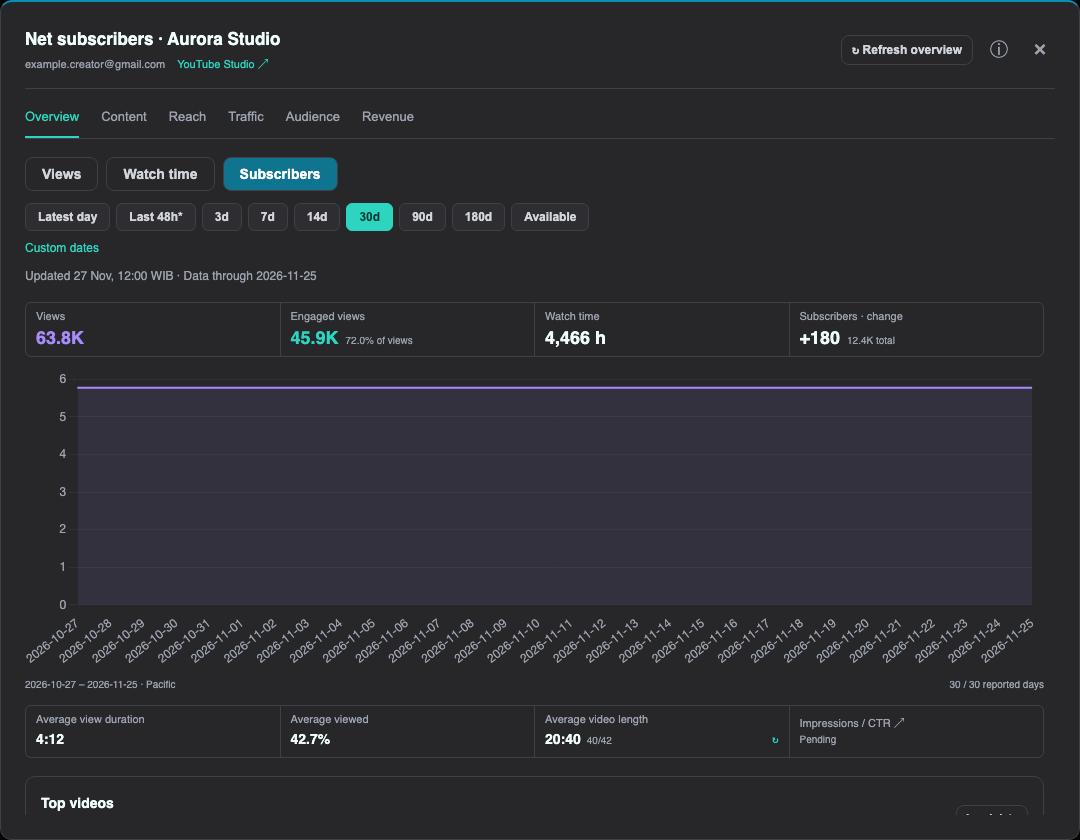 Net subscribers · Aurora Studio
example.creator@gmail.com YouTube Studio ↗
↻ Refresh overview ⓘ ×
Overview Content Reach Traffic Audience Revenue
Views Watch time Subscribers
Latest day Last 48h* 3d 7d 14d 30d 90d 180d Available
Custom dates
Updated 27 Nov, 12:00 WIB · Data through 2026-11-25
Views
63.8K
Engaged views
45.9K 72.0% of views
Watch time
4,466 h
Subscribers · change
+180 12.4K total
6
5
4
3
2
1
0
2026-10-27 2026-10-28 2026-10-29 2026-10-30 2026-10-31 2026-11-01 2026-11-02 2026-11-03 2026-11-04 2026-11-05 2026-11-06 2026-11-07 2026-11-08 2026-11-09 2026-11-10 2026-11-11 2026-11-12 2026-11-13 2026-11-14 2026-11-15 2026-11-16 2026-11-17 2026-11-18 2026-11-19 2026-11-20 2026-11-21 2026-11-22 2026-11-23 2026-11-24 2026-11-25
2026-10-27 – 2026-11-25 · Pacific
30 / 30 reported days
Average view duration
4:12
Average viewed
42.7%
Average video length
20:40 40/42 ↻
Impressions / CTR ↗
Pending
Top videos